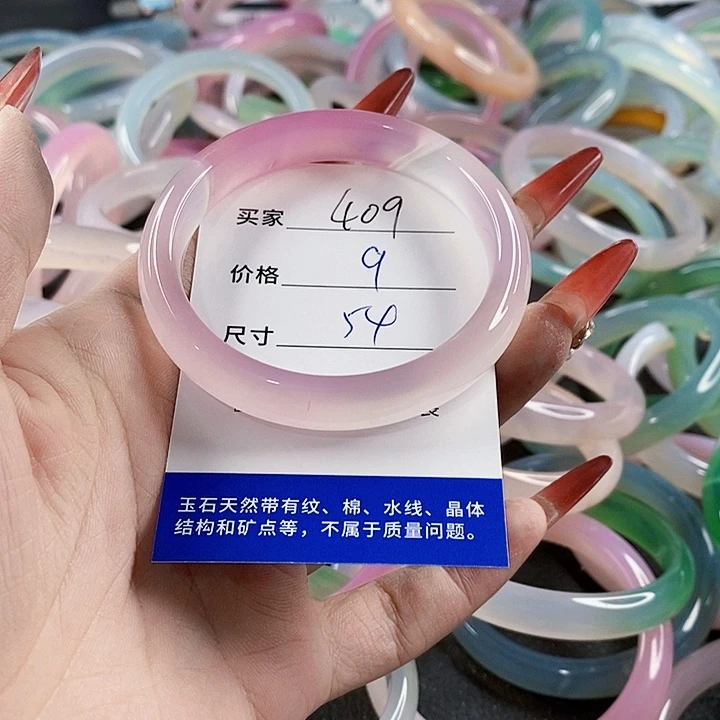 买家 409
价格 9
尺寸 54
玉石天然带有纹、棉、水线、晶体
结构和矿点等，不属于质量问题。